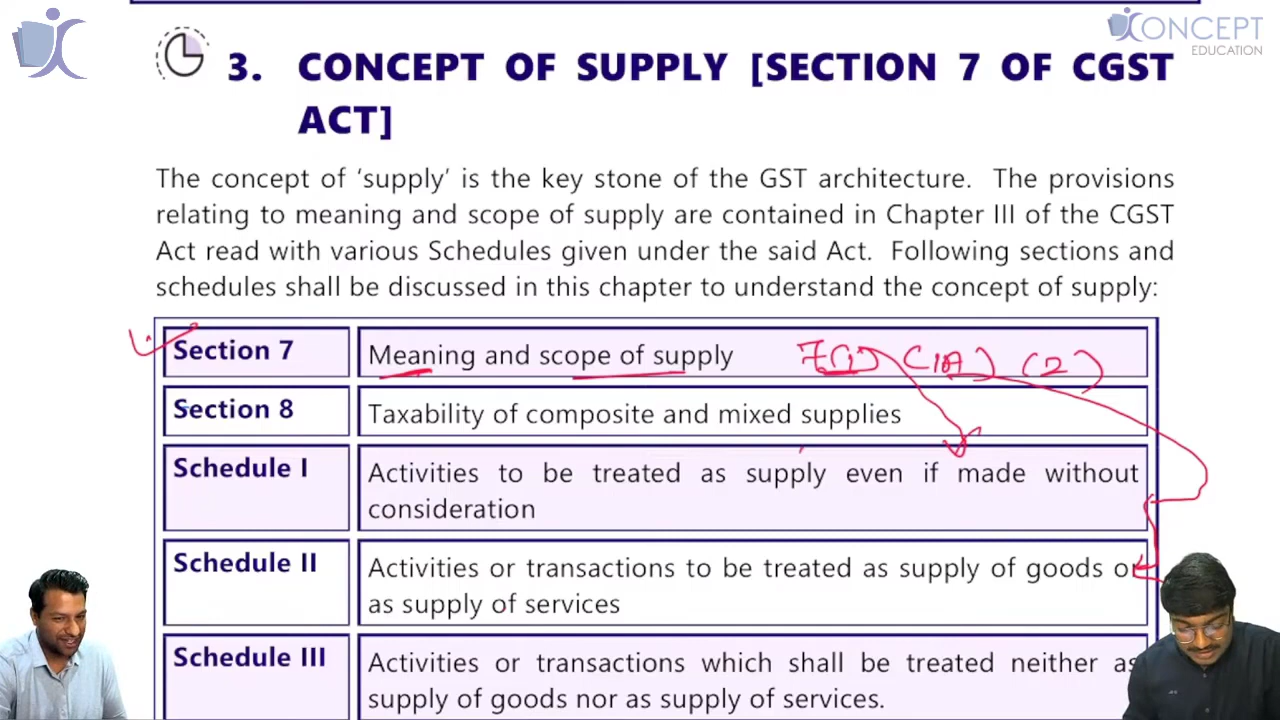 CONCEPT
EDUCATION
3. CONCEPT OF SUPPLY [SECTION 7 OF CGST
ACT]
The concept of ‘supply’ is the key stone of the GST architecture. The provisions
relating to meaning and scope of supply are contained in Chapter III of the CGST
Act read with various Schedules given under the said Act. Following sections and
schedules shall be discussed in this chapter to understand the concept of supply:
Section 7 Meaning and scope of supply 7(1) (1A) (2)
Section 8 Taxability of composite and mixed supplies
Schedule I Activities to be treated as supply even if made without
consideration
Schedule II Activities or transactions to be treated as supply of goods or
as supply of services
Schedule III Activities or transactions which shall be treated neither as
supply of goods nor as supply of services.